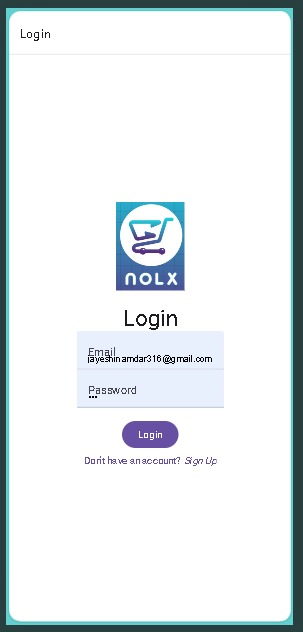 Login
NOLX
Login
Email
jayeshinamdar316@gmail.com
Password
Login
Don't have an account? Sign Up